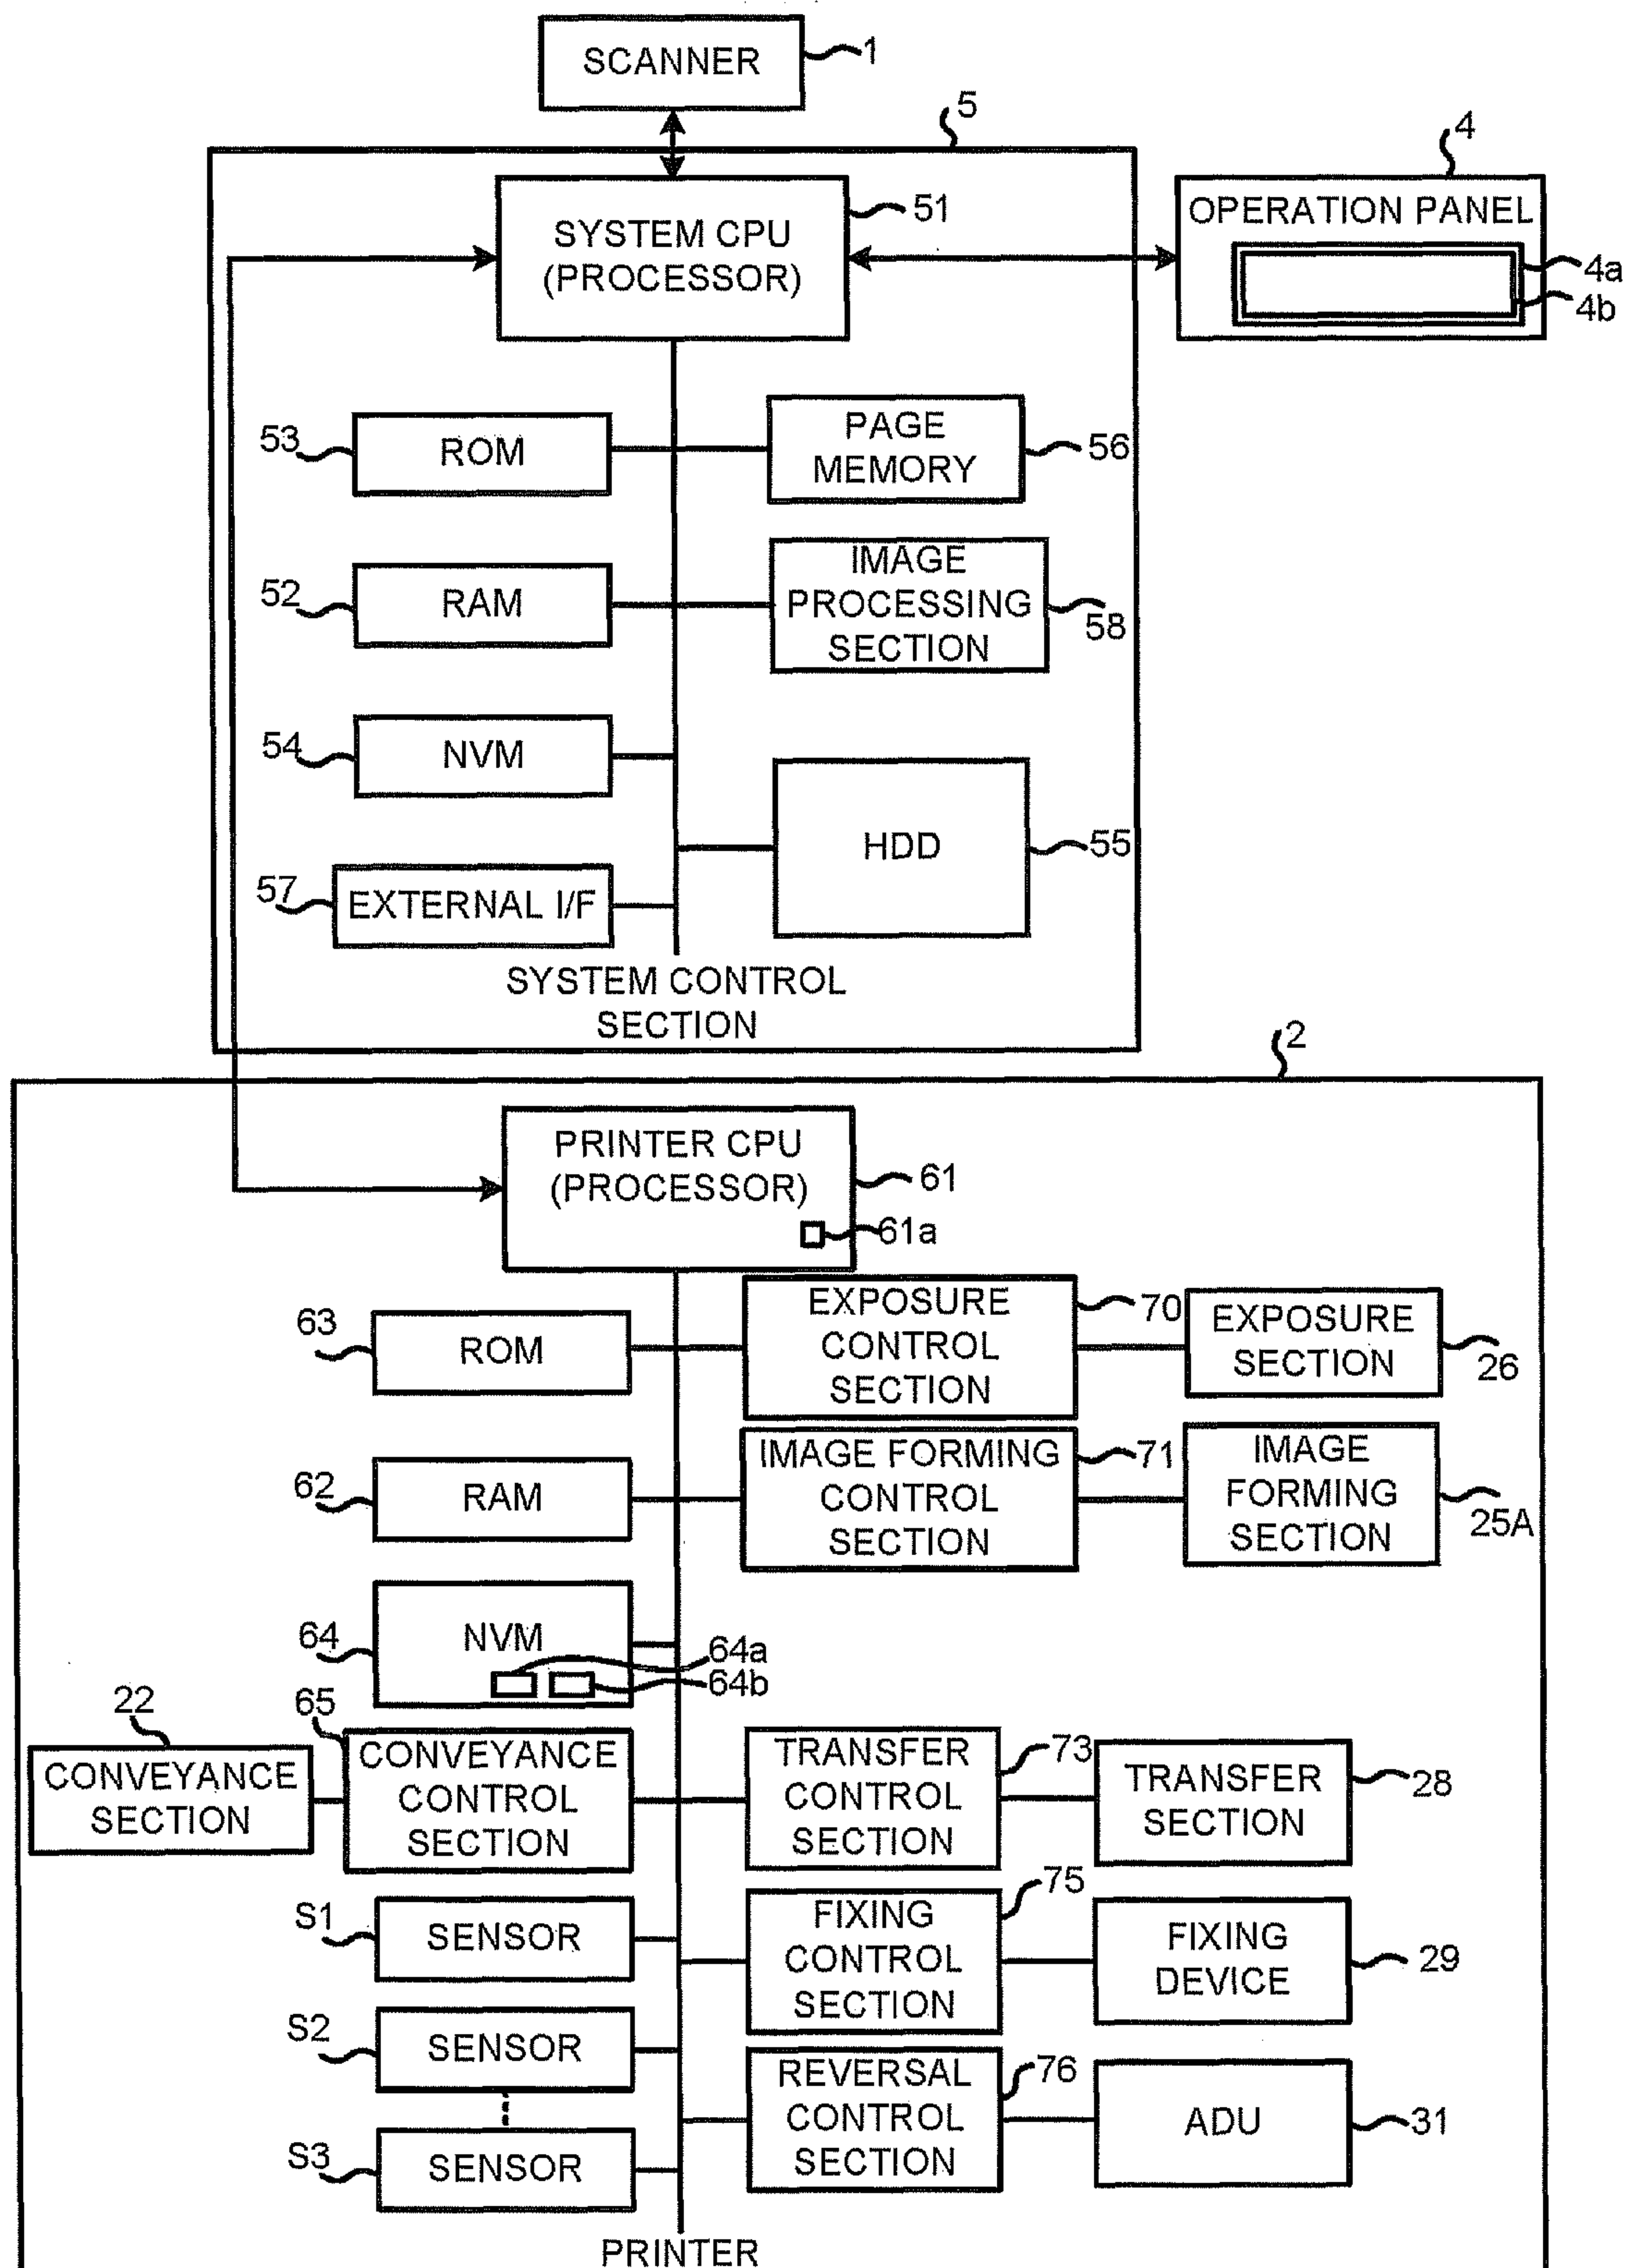 SCANNER
1
5
4
SYSTEM CPU
(PROCESSOR)
51
OPERATION PANEL
4a
4b
53
ROM
PAGE
MEMORY
56
52
RAM
IMAGE
PROCESSING
SECTION
58
54
NVM
HDD
55
57
EXTERNAL I/F
SYSTEM CONTROL
SECTION
2
PRINTER CPU
(PROCESSOR)
61
61a
63
ROM
EXPOSURE
CONTROL
SECTION
70
EXPOSURE
SECTION
26
62
RAM
IMAGE FORMING
CONTROL
SECTION
71
IMAGE
FORMING
SECTION
25A
64
NVM
64a
64b
22
CONVEYANCE
SECTION
65
CONVEYANCE
CONTROL
SECTION
TRANSFER
CONTROL
SECTION
73
TRANSFER
SECTION
28
S1
SENSOR
FIXING
CONTROL
SECTION
75
FIXING
DEVICE
29
S2
SENSOR
REVERSAL
CONTROL
SECTION
76
ADU
31
S3
SENSOR
PRINTER